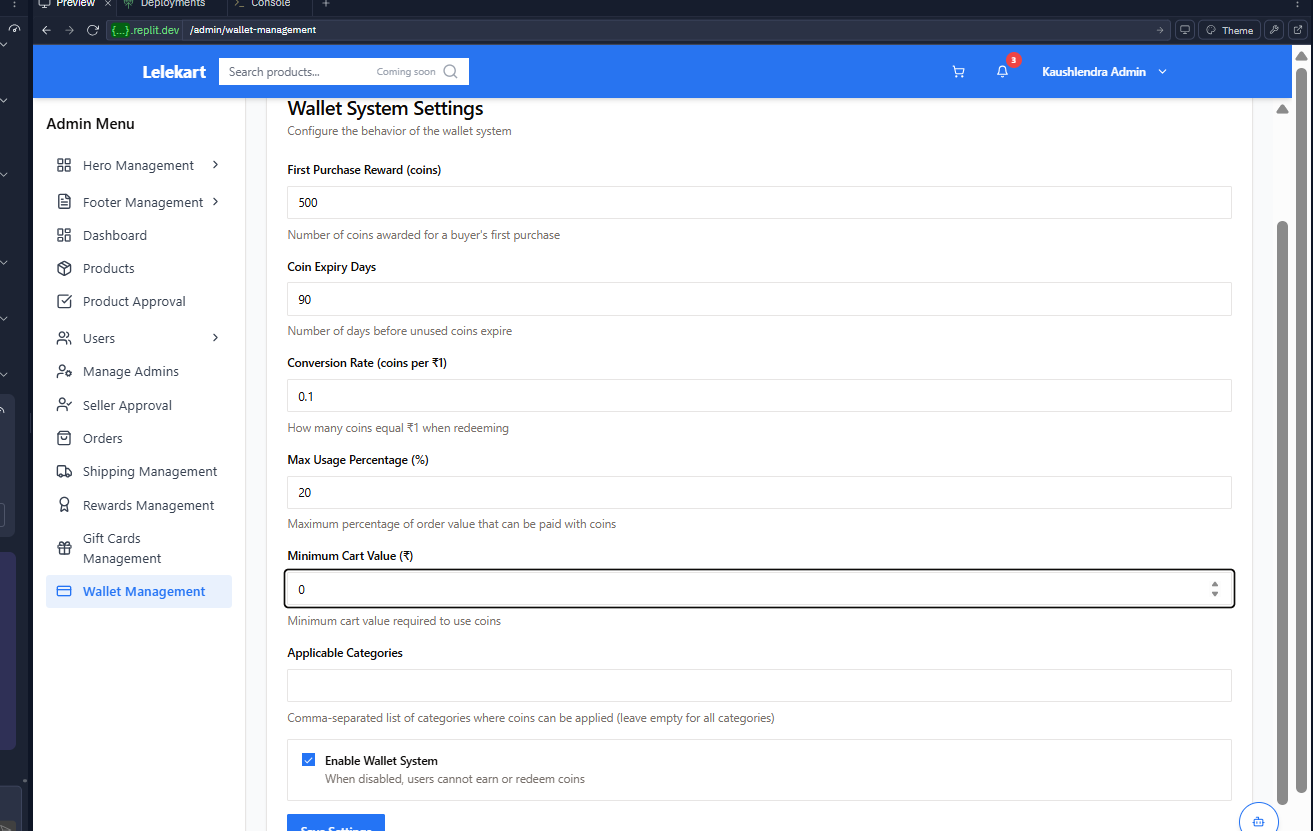 Preview
Deployments
Console
{...}.replit.dev /admin/wallet-management
Theme
Lelekart
Search products... Coming soon
3
Kaushlendra Admin
Admin Menu
Hero Management
Footer Management
Dashboard
Products
Product Approval
Users
Manage Admins
Seller Approval
Orders
Shipping Management
Rewards Management
Gift Cards
Management
Wallet Management
Wallet System Settings
Configure the behavior of the wallet system
First Purchase Reward (coins)
500
Number of coins awarded for a buyer's first purchase
Coin Expiry Days
90
Number of days before unused coins expire
Conversion Rate (coins per ₹1)
0.1
How many coins equal ₹1 when redeeming
Max Usage Percentage (%)
20
Maximum percentage of order value that can be paid with coins
Minimum Cart Value (₹)
0
Minimum cart value required to use coins
Applicable Categories
Comma-separated list of categories where coins can be applied (leave empty for all categories)
Enable Wallet System
When disabled, users cannot earn or redeem coins
Save Settings